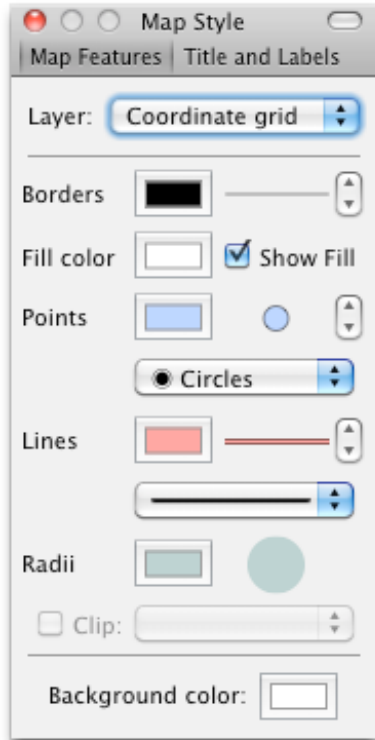 Map Style
Map Features Title and Labels
Layer: Coordinate grid
Borders
Fill color Show Fill
Points
Circles
Lines
Radii
Clip:
Background color: